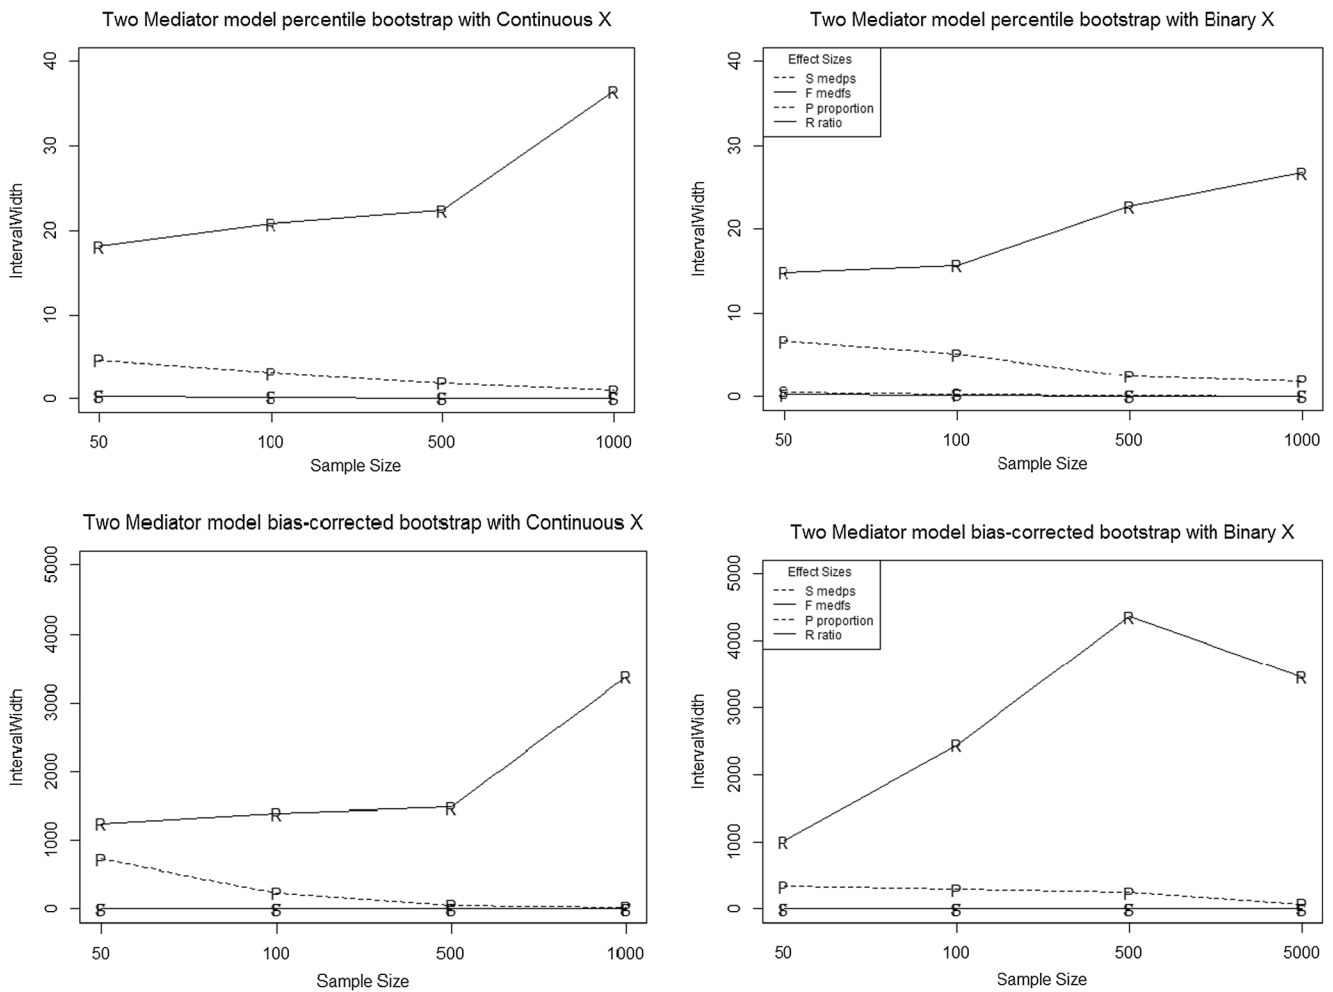 Two Mediator model percentile bootstrap with Continuous X
IntervalWidth
40
30
20
10
0
R
R
R
R
P
P
P
P
S
S
S
S
50 100 500 1000
Sample Size
Two Mediator model percentile bootstrap with Binary X
IntervalWidth
40
30
20
10
0
Effect Sizes
S medps
F medfs
P proportion
R ratio
R
R
R
R
P
P
P
P
S
S
S
S
50 100 500 1000
Sample Size
Two Mediator model bias-corrected bootstrap with Continuous X
IntervalWidth
5000
4000
3000
2000
1000
0
R
R
R
R
P
P
P
P
S
S
S
S
50 100 500 1000
Sample Size
Two Mediator model bias-corrected bootstrap with Binary X
IntervalWidth
5000
4000
3000
2000
1000
0
Effect Sizes
S medps
F medfs
P proportion
R ratio
R
R
R
R
P
P
P
P
S
S
S
S
50 100 500 5000
Sample Size